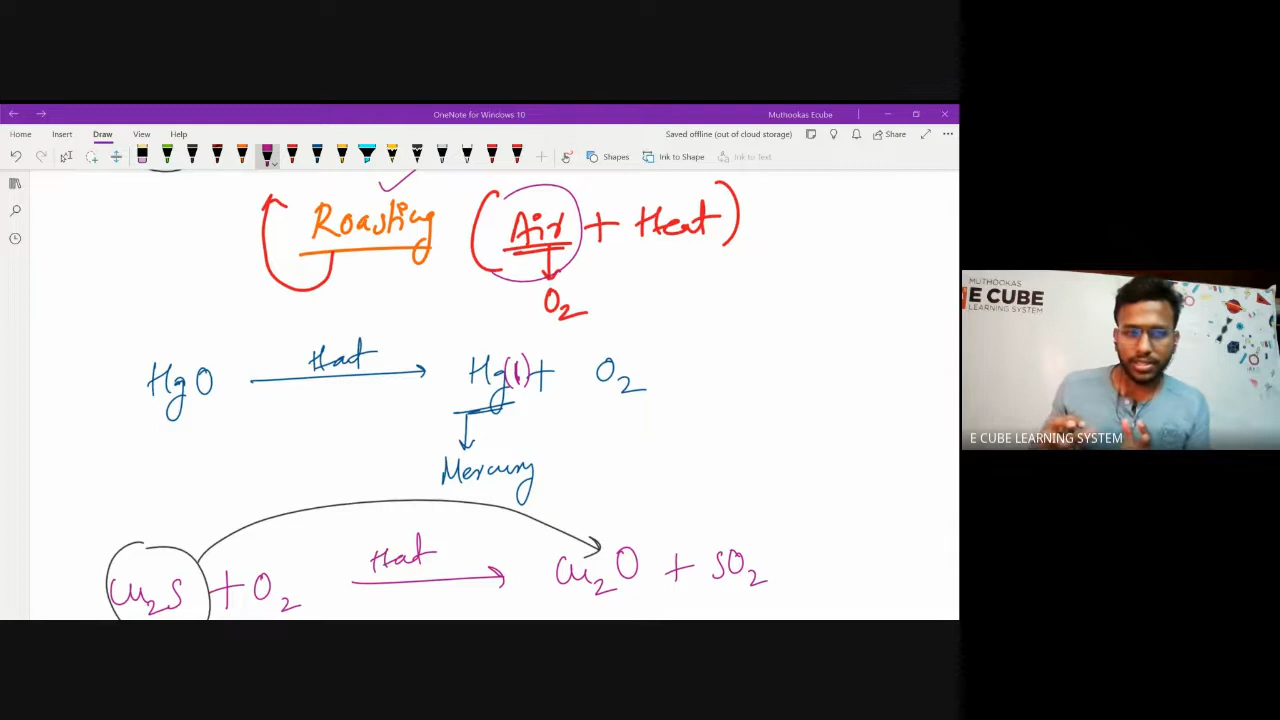 OneNote for Windows 10
Muthookas Ecube
Home Insert Draw View Help
Saved offline (out of cloud storage) Share
Shapes Ink to Shape Ink to Text
Roasting (Air + Heat)
O2
HgO Heat Hg(l) + O2
Mercury
Cu2S + O2 Heat Cu2O + SO2
MUTHOOKAS
E CUBE
LEARNING SYSTEM
E CUBE LEARNING SYSTEM